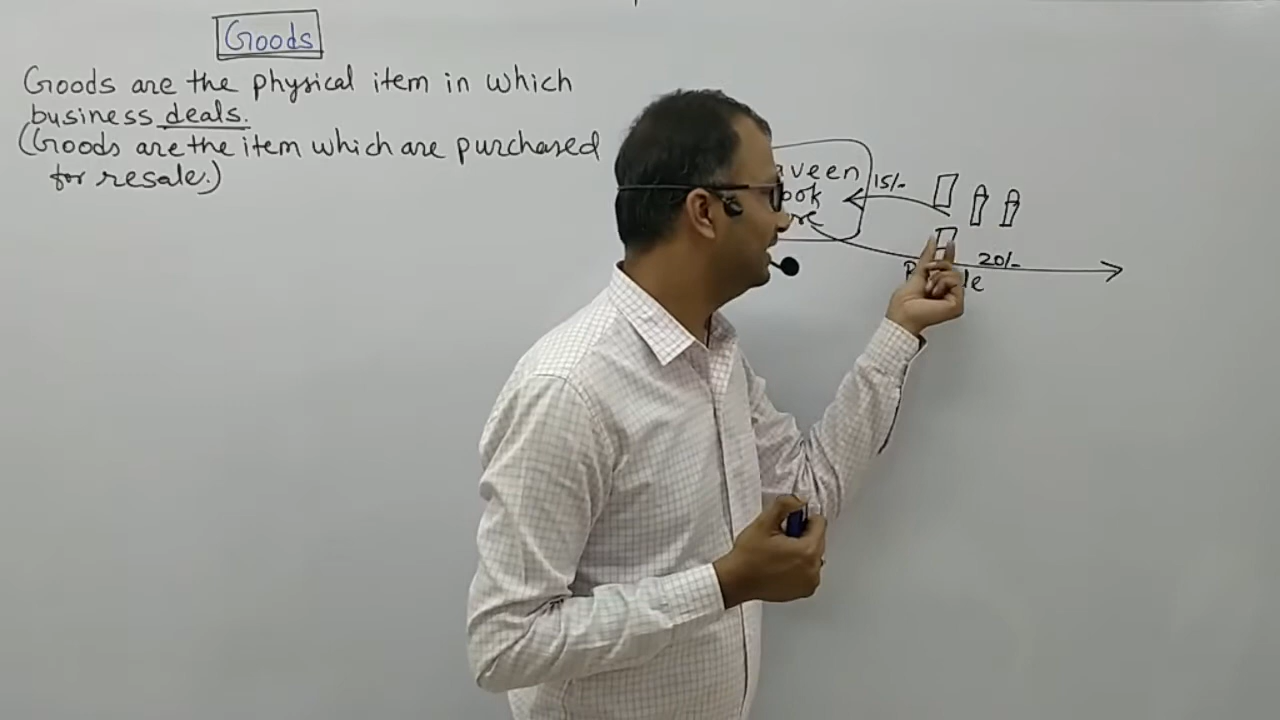 Goods
Goods are the physical item in which
business deals.
(Goods are the item which are purchased
for resale.)
aveen
ook
re
15/-
20/-